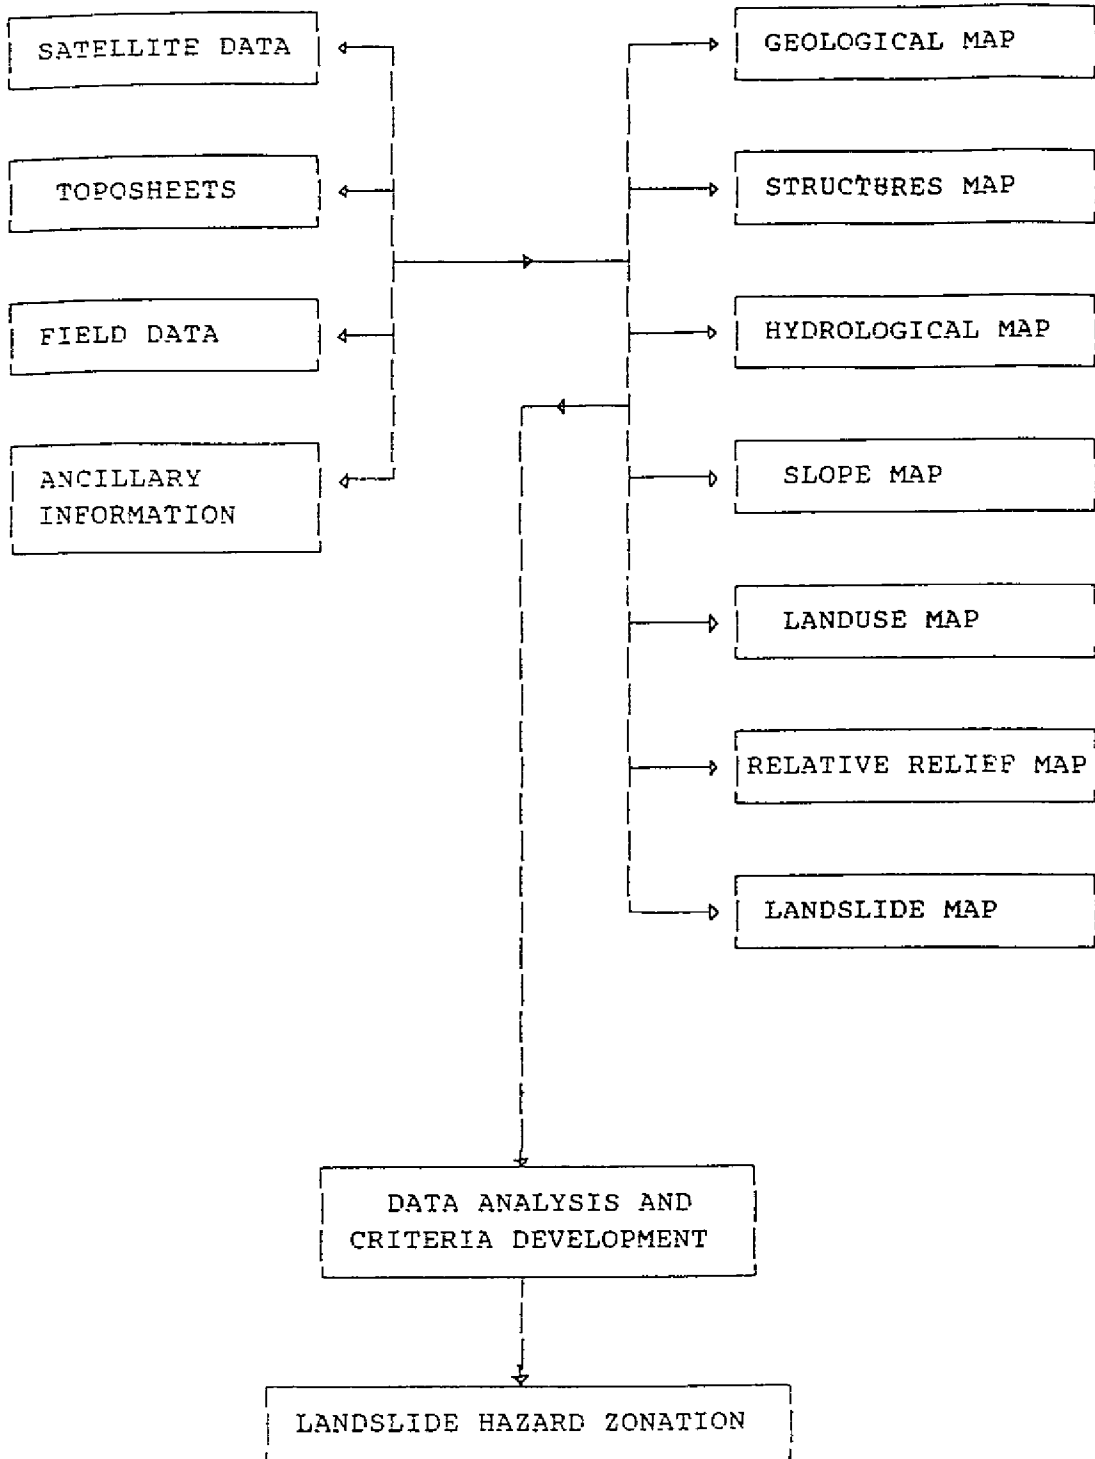 SATELLITE DATA
TOPOSHEETS
FIELD DATA
ANCILLARY
INFORMATION
GEOLOGICAL MAP
STRUCTURES MAP
HYDROLOGICAL MAP
SLOPE MAP
LANDUSE MAP
RELATIVE RELIEF MAP
LANDSLIDE MAP
DATA ANALYSIS AND
CRITERIA DEVELOPMENT
LANDSLIDE HAZARD ZONATION